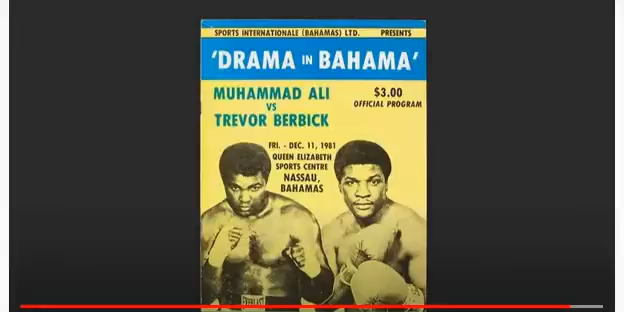 SPORTS INTERNATIONALE (BAHAMAS) LTD. PRESENTS
'DRAMA IN BAHAMA'
MUHAMMAD ALI
VS
TREVOR BERBICK
$3.00
OFFICIAL PROGRAM
FRI. - DEC. 11, 1981
QUEEN ELIZABETH
SPORTS CENTRE
NASSAU,
BAHAMAS
EVERLAST